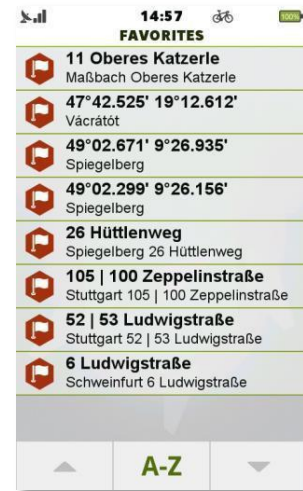 14:57
100%
FAVORITES
11 Oberes Katzerle
Maßbach Oberes Katzerle
47°42.525' 19°12.612'
Vácrátót
49°02.671' 9°26.935'
Spiegelberg
49°02.299' 9°26.156'
Spiegelberg
26 Hüttlenweg
Spiegelberg 26 Hüttlenweg
105 | 100 Zeppelinstraße
Stuttgart 105 | 100 Zeppelinstraße
52 | 53 Ludwigstraße
Stuttgart 52 | 53 Ludwigstraße
6 Ludwigstraße
Schweinfurt 6 Ludwigstraße
A-Z